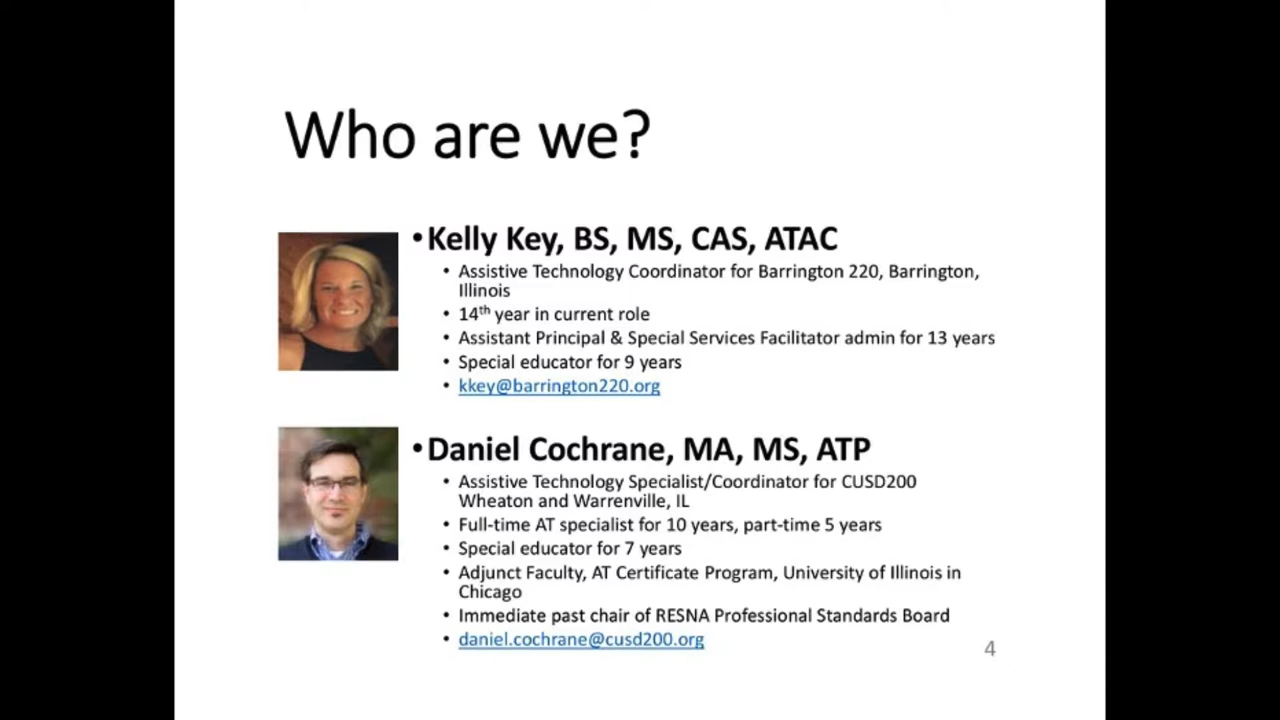 Who are we?
•Kelly Key, BS, MS, CAS, ATAC
• Assistive Technology Coordinator for Barrington 220, Barrington,
Illinois
• 14th year in current role
• Assistant Principal & Special Services Facilitator admin for 13 years
• Special educator for 9 years
• kkey@barrington220.org
•Daniel Cochrane, MA, MS, ATP
• Assistive Technology Specialist/Coordinator for CUSD200
Wheaton and Warrenville, IL
• Full-time AT specialist for 10 years, part-time 5 years
• Special educator for 7 years
• Adjunct Faculty, AT Certificate Program, University of Illinois in
Chicago
• Immediate past chair of RESNA Professional Standards Board
• daniel.cochrane@cusd200.org
4